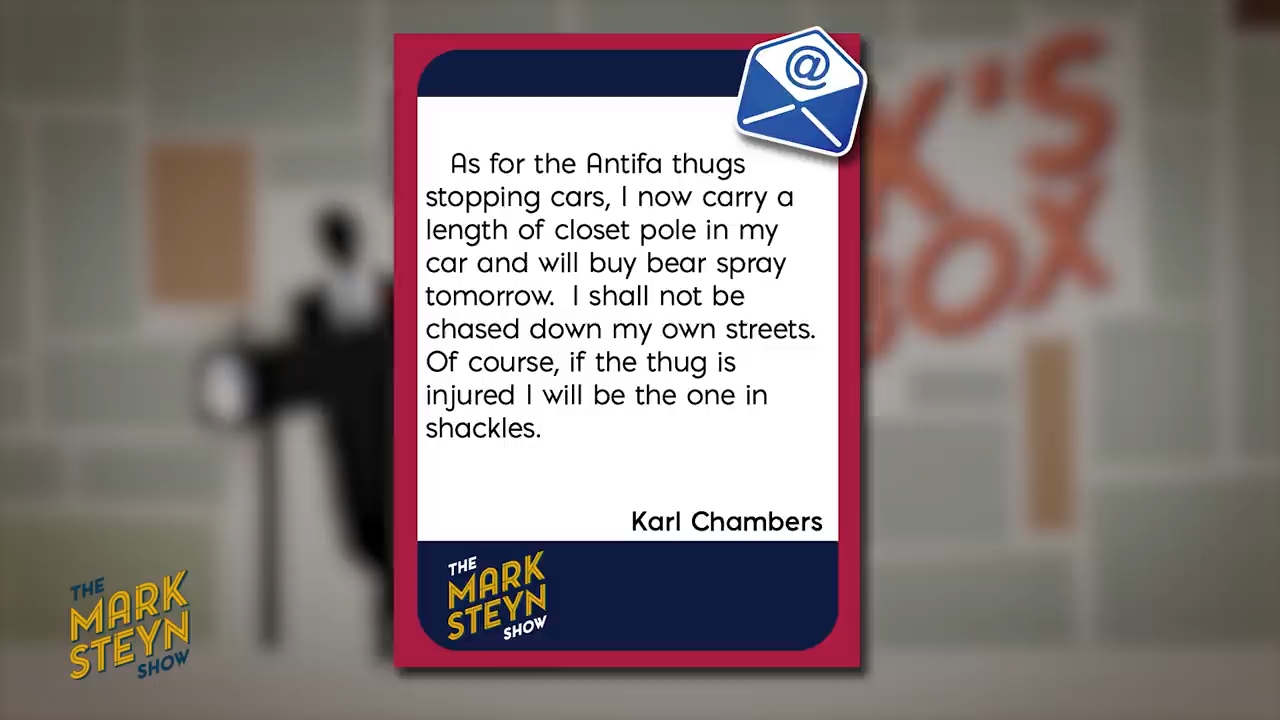 @
K'S
BOX
As for the Antifa thugs
stopping cars, I now carry a
length of closet pole in my
car and will buy bear spray
tomorrow.  I shall not be
chased down my own streets.
Of course, if the thug is
injured I will be the one in
shackles.
Karl Chambers
THE
MARK
STEYN
SHOW
THE
MARK
STEYN
SHOW